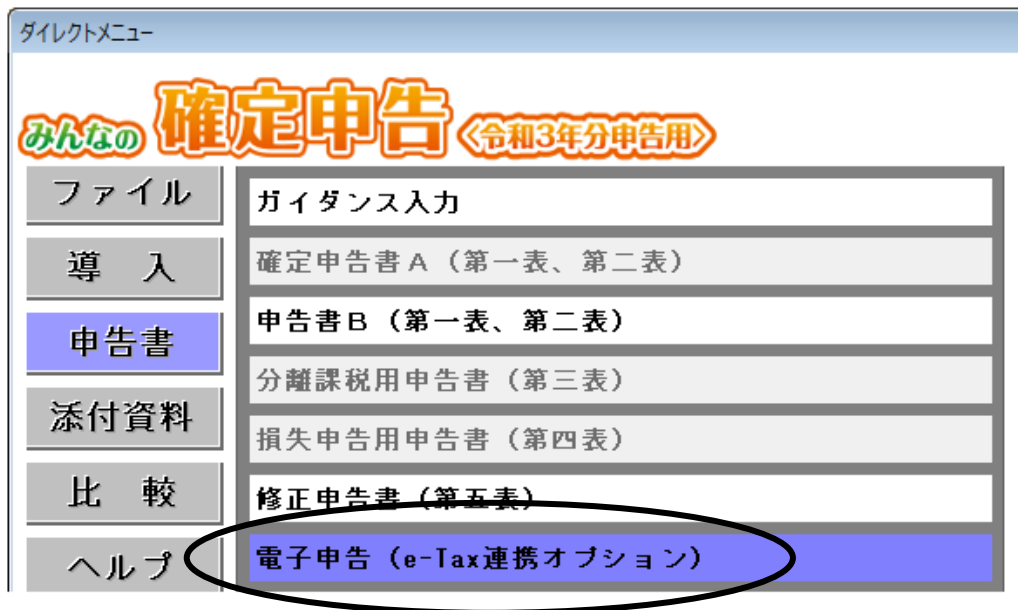 ダイレクトメニュー
みんなの 確定申告 〈令和3年分申告用〉
ファイル
ガイダンス入力
導 入
確定申告書A（第一表、第二表）
申告書
申告書B（第一表、第二表）
分離課税用申告書（第三表）
添付資料
損失申告用申告書（第四表）
比 較
修正申告書（第五表）
ヘルプ
電子申告（e-Tax連携オプション）